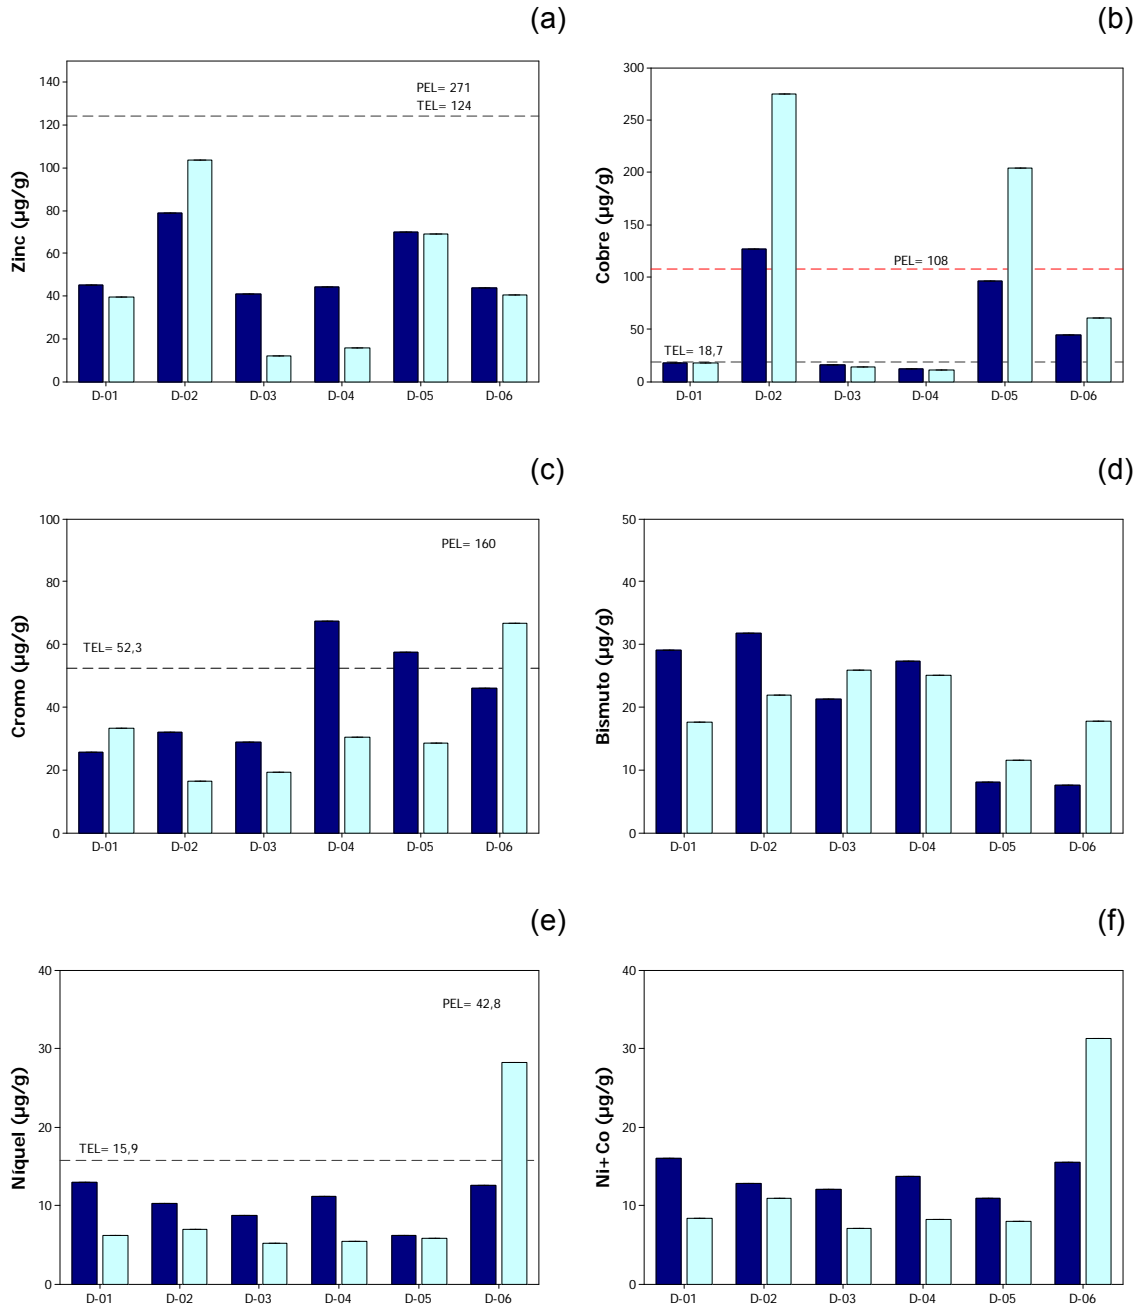 (a)
Zinc (µg/g)
140
120
100
80
60
40
20
0
PEL= 271
TEL= 124
D-01 D-02 D-03 D-04 D-05 D-06
(b)
Cobre (µg/g)
300
250
200
150
100
50
0
PEL= 108
TEL= 18,7
D-01 D-02 D-03 D-04 D-05 D-06
(c)
Cromo (µg/g)
100
80
60
40
20
0
PEL= 160
TEL= 52,3
D-01 D-02 D-03 D-04 D-05 D-06
(d)
Bismuto (µg/g)
50
40
30
20
10
0
D-01 D-02 D-03 D-04 D-05 D-06
(e)
Níquel (µg/g)
40
30
20
10
0
PEL= 42,8
TEL= 15,9
D-01 D-02 D-03 D-04 D-05 D-06
(f)
Ni+Co (µg/g)
40
30
20
10
0
D-01 D-02 D-03 D-04 D-05 D-06